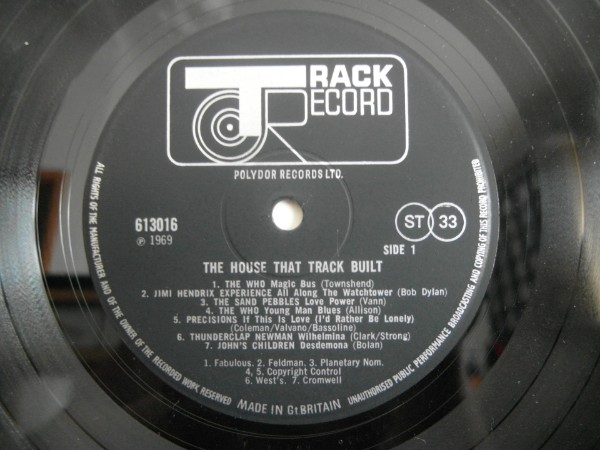 TRACK
RECORD
POLYDOR RECORDS LTD.
613016
℗ 1969
ST 33
SIDE 1
THE HOUSE THAT TRACK BUILT
1. THE WHO Magic Bus (Townshend)
2. JIMI HENDRIX EXPERIENCE All Along The Watchtower (Bob Dylan)
3. THE SAND PEBBLES Love Power (Vann)
4. THE WHO Young Man Blues (Allison)
5. PRECISIONS If This Is Love (I'd Rather Be Lonely)
(Coleman/Valvano/Bassoline)
6. THUNDERCLAP NEWMAN Wilhelmina (Clark/Strong)
7. JOHN'S CHILDREN Desdemona (Bolan)
1. Fabulous. 2. Feldman. 3. Planetary Nom.
4, 5. Copyright Control
6. West's. 7. Cromwell
ALL RIGHTS OF THE MANUFACTURER AND OF THE OWNER OF THE RECORDED WORK RESERVED
MADE IN Gt. BRITAIN
UNAUTHORISED PUBLIC PERFORMANCE BROADCASTING AND COPYING OF THIS RECORD PROHIBITED